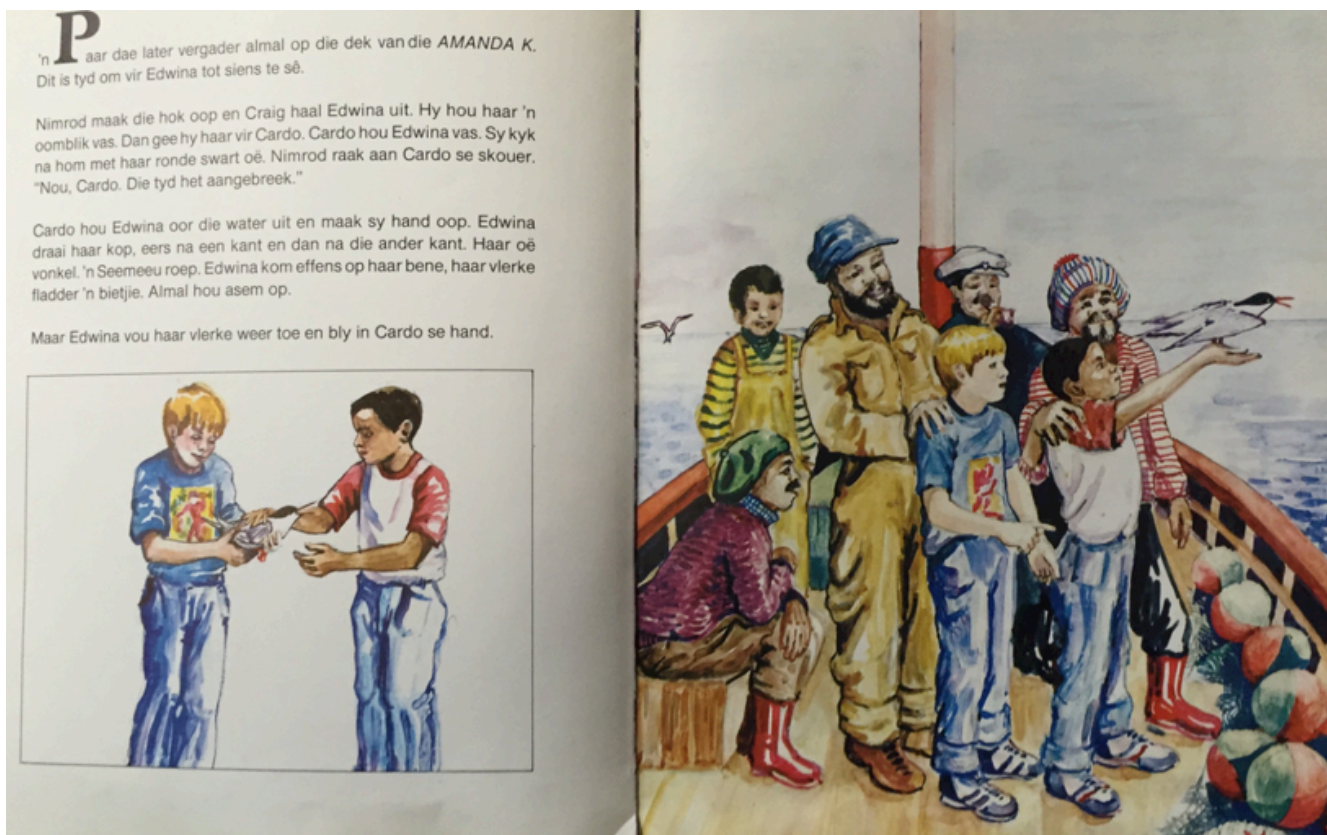 'n Paar dae later vergader almal op die dek van die AMANDA K.
Dit is tyd om vir Edwina tot siens te sê.
Nimrod maak die hok oop en Craig haal Edwina uit. Hy hou haar 'n
oomblik vas. Dan gee hy haar vir Cardo. Cardo hou Edwina vas. Sy kyk
na hom met haar ronde swart oë. Nimrod raak aan Cardo se skouer.
"Nou, Cardo. Die tyd het aangebreek."
Cardo hou Edwina oor die water uit en maak sy hand oop. Edwina
draai haar kop, eers na een kant en dan na die ander kant. Haar oë
vonkel. 'n Seemeeu roep. Edwina kom effens op haar bene, haar vlerke
fladder 'n bietjie. Almal hou asem op.
Maar Edwina vou haar vlerke weer toe en bly in Cardo se hand.